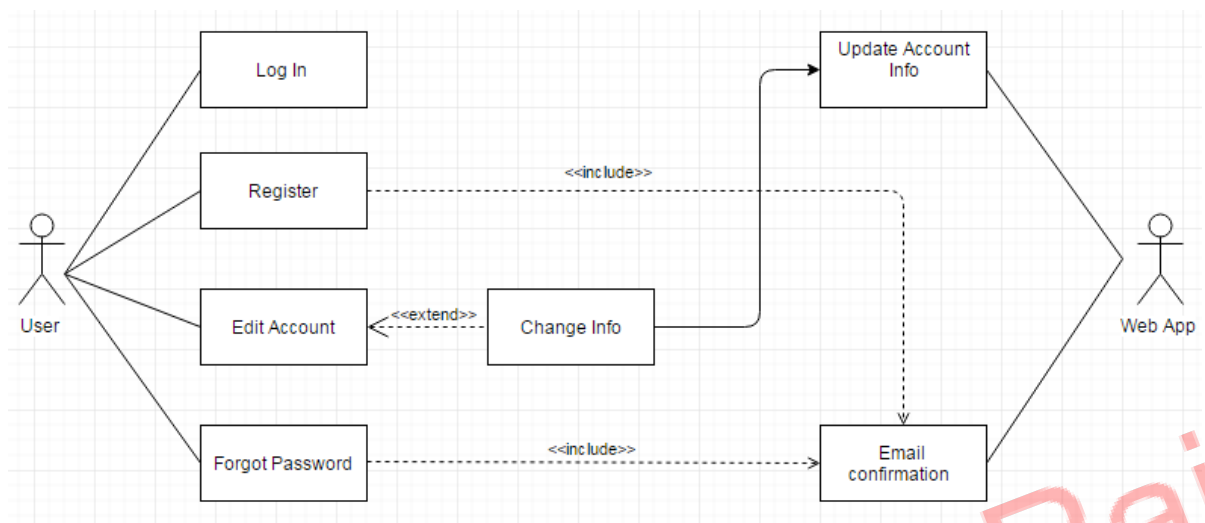 Log In
Update Account
Info
<<include>>
Register
User
Web App
Edit Account
<<extend>>
Change Info
Forgot Password
<<include>>
Email
confirmation
Dai